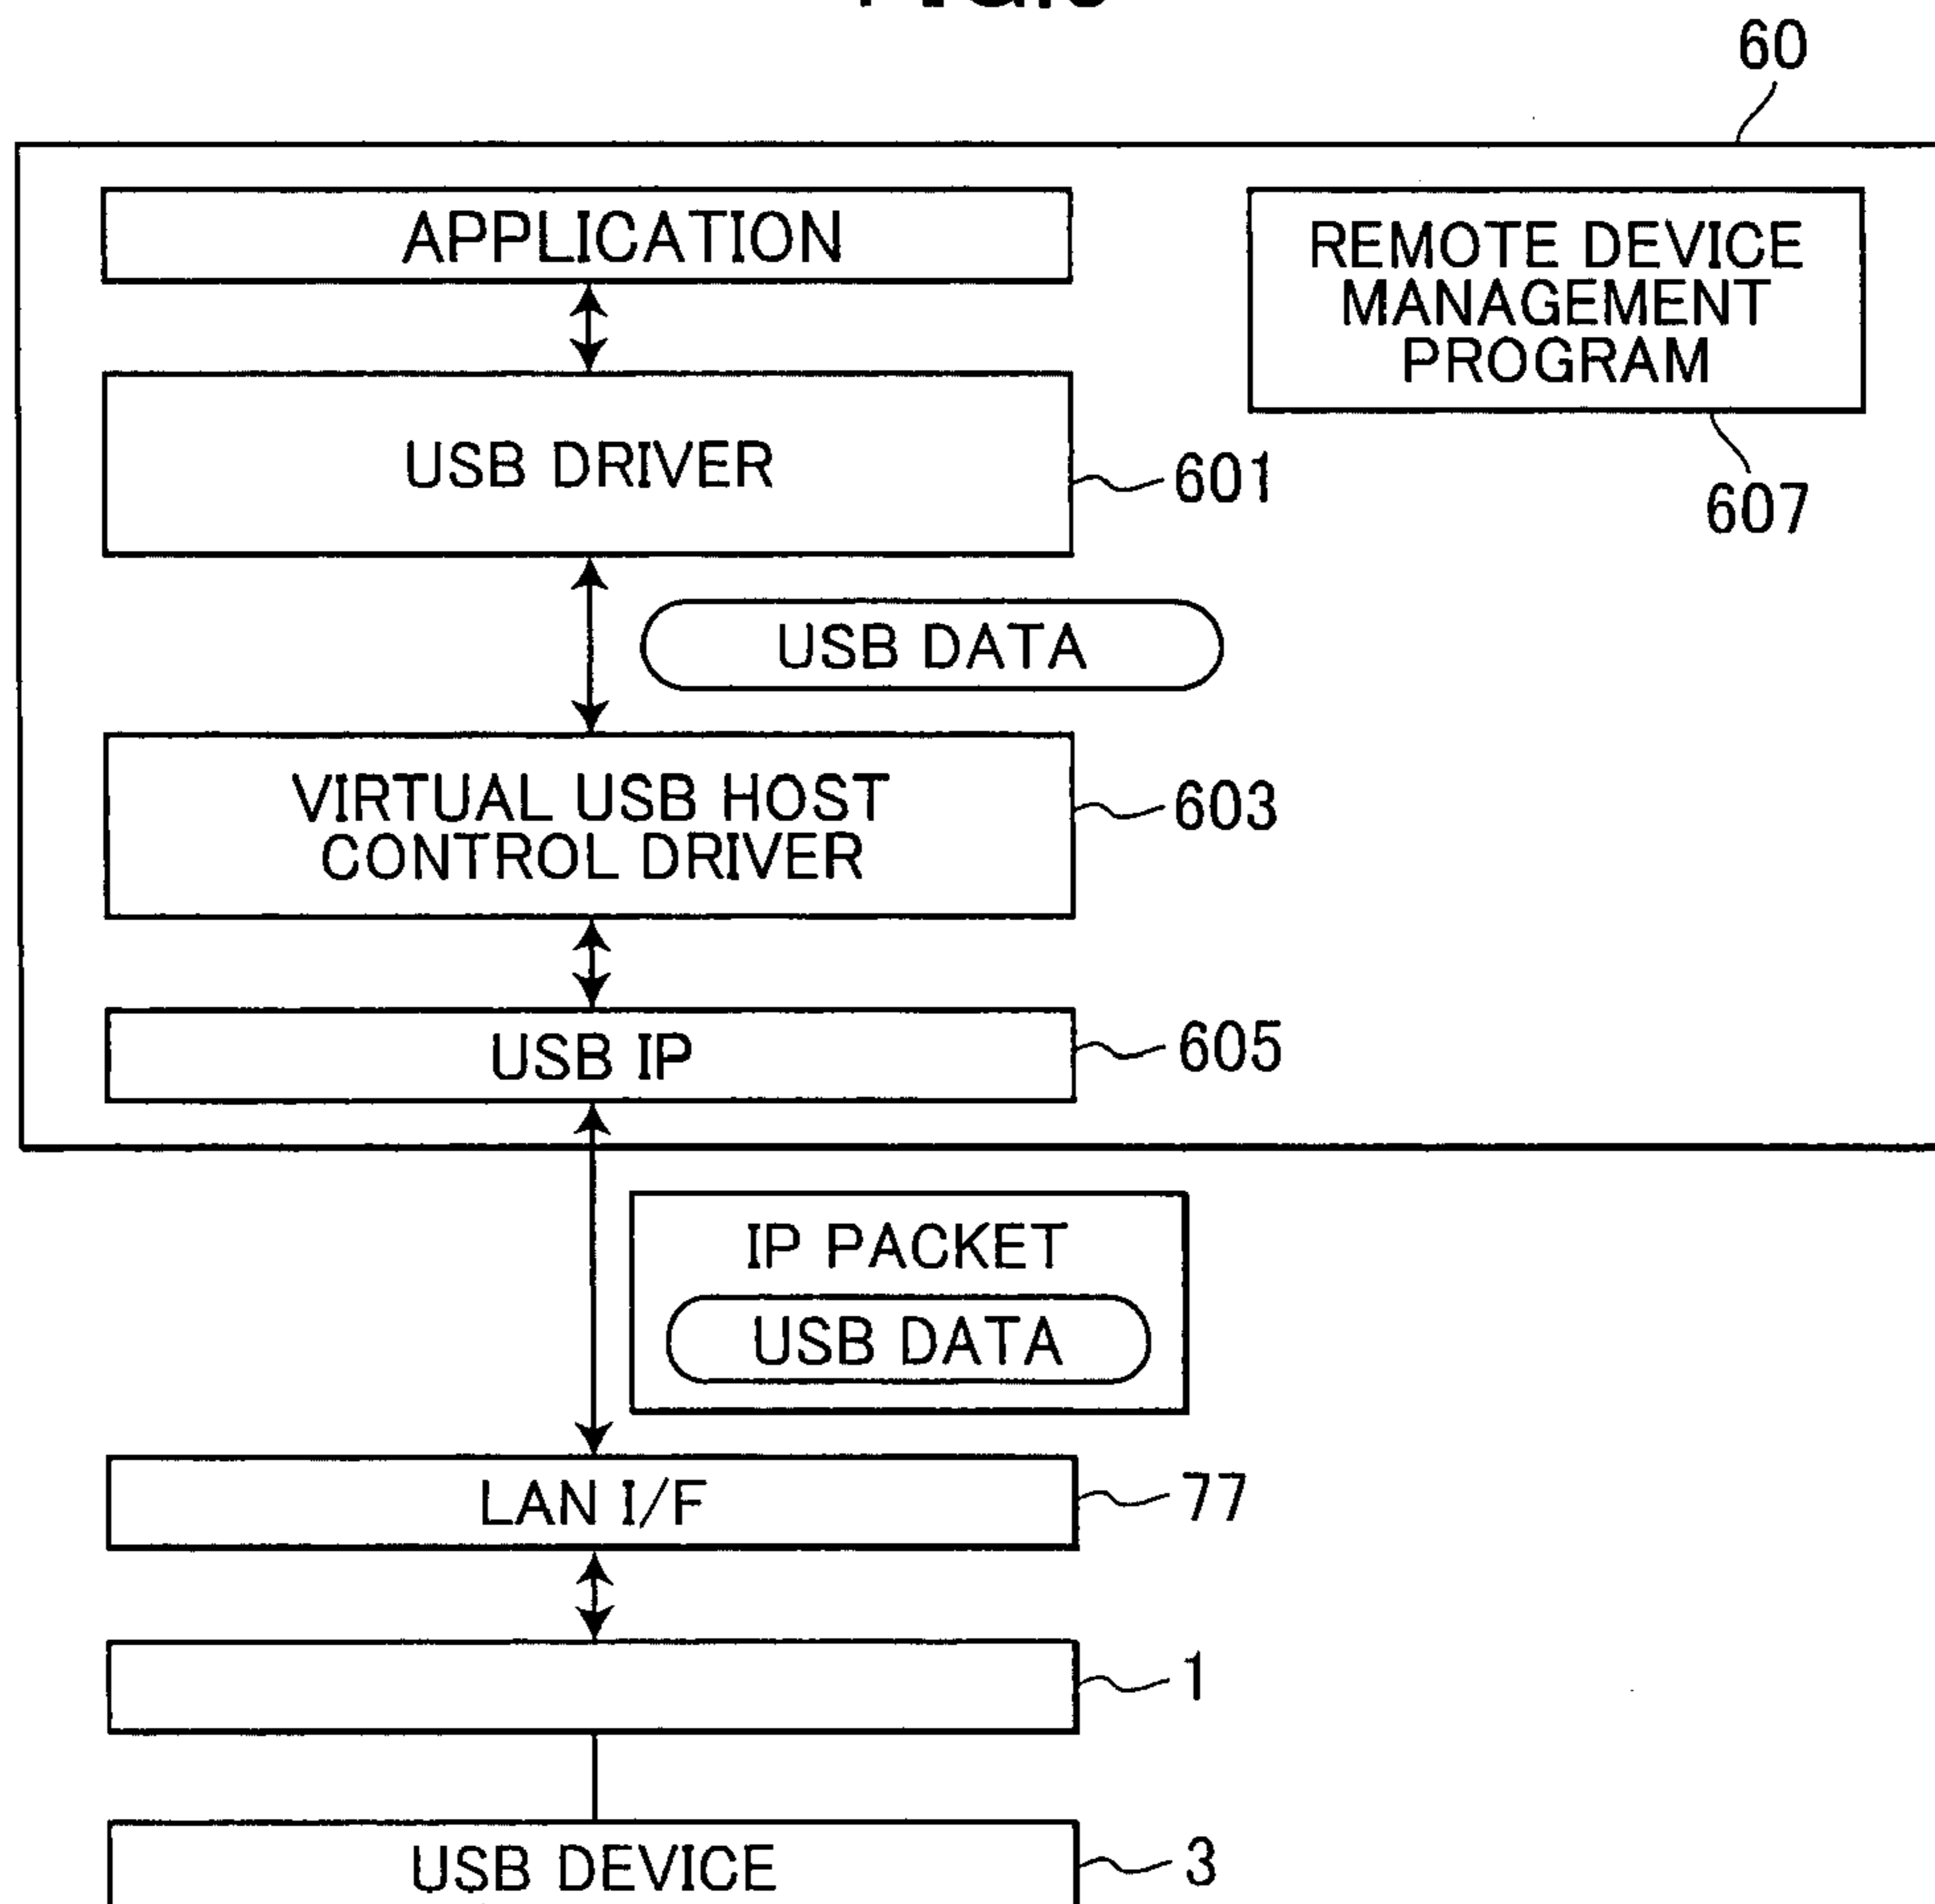 60
APPLICATION
REMOTE DEVICE
MANAGEMENT
PROGRAM
607
USB DRIVER
601
USB DATA
VIRTUAL USB HOST
CONTROL DRIVER
603
USB IP
605
IP PACKET
USB DATA
LAN I/F
77
1
USB DEVICE
3